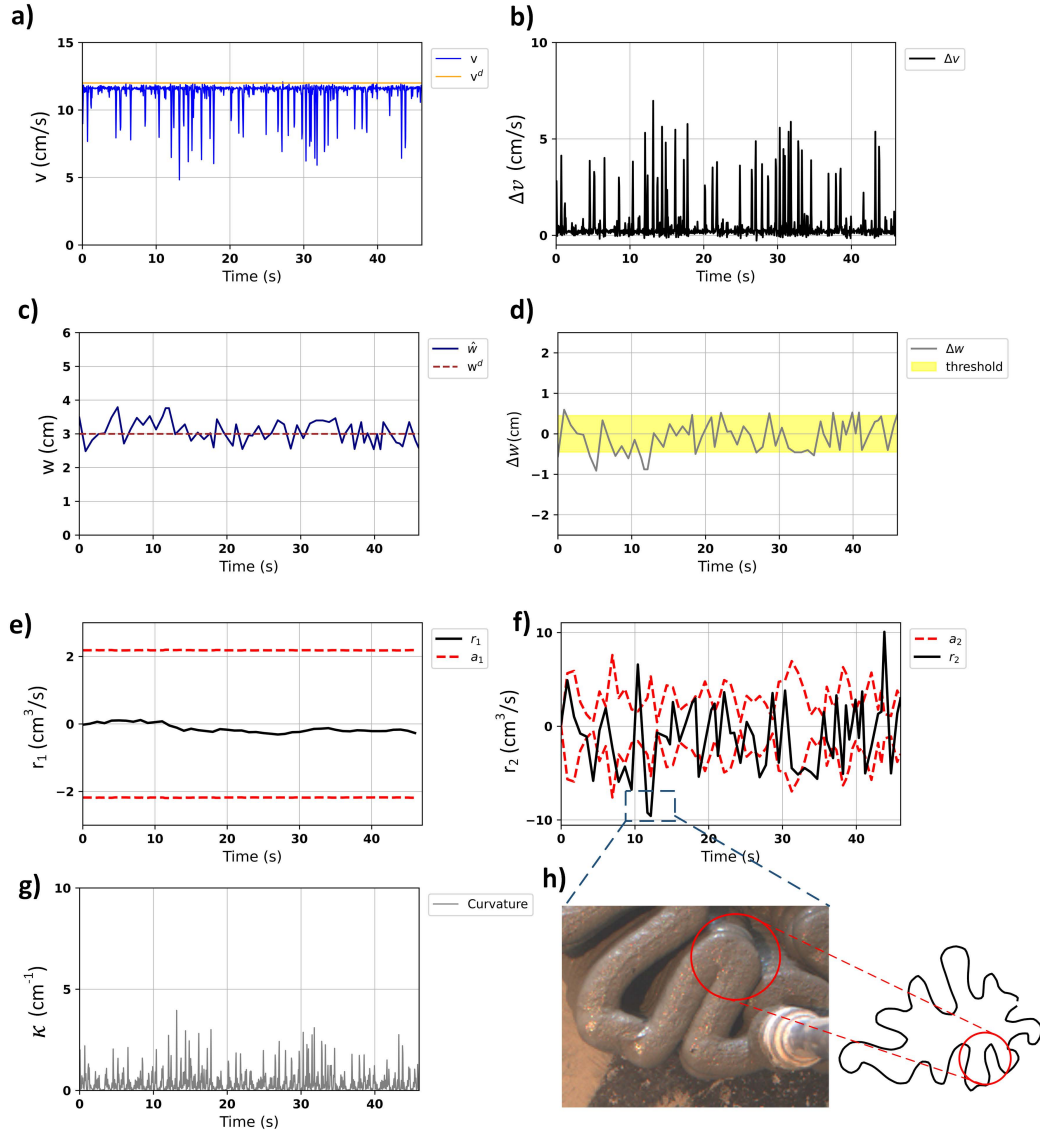 a)
15
10
5
0
0 10 20 30 40
Time (s)
v (cm/s)
v
v^d
b)
10
5
0
0 10 20 30 40
Time (s)
Δv (cm/s)
Δv
c)
6
5
4
3
2
1
0
0 10 20 30 40
Time (s)
w (cm)
ŵ
w^d
d)
2
1
0
−1
−2
0 10 20 30 40
Time (s)
Δw(cm)
Δw
threshold
e)
2
0
−2
0 10 20 30 40
Time (s)
r_1 (cm^3/s)
r_1
a_1
f)
10
0
−10
10 20 30 40
Time (s)
r_2 (cm^3/s)
a_2
r_2
g)
10
5
0
0 10 20 30 40
Time (s)
κ (cm^-1)
Curvature
h)